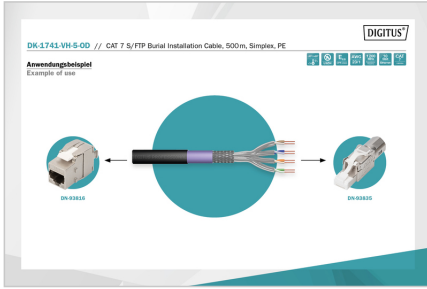 DIGITUS®
DK-1741-VH-5-OD // CAT 7 S/FTP Burial Installation Cable, 500 m, Simplex, PE
Anwendungsbeispiel
Example of use
DN-93616
DN-93635